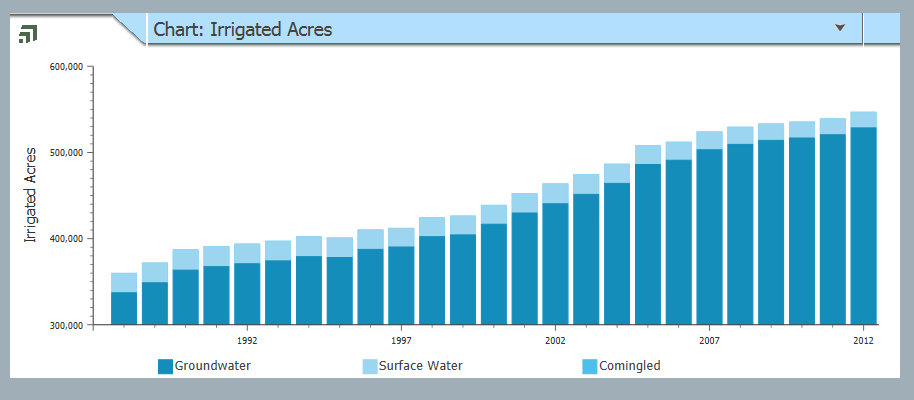 Chart: Irrigated Acres
600,000
500,000
400,000
300,000
Irrigated Acres
1992 1997 2002 2007 2012
Groundwater Surface Water Comingled